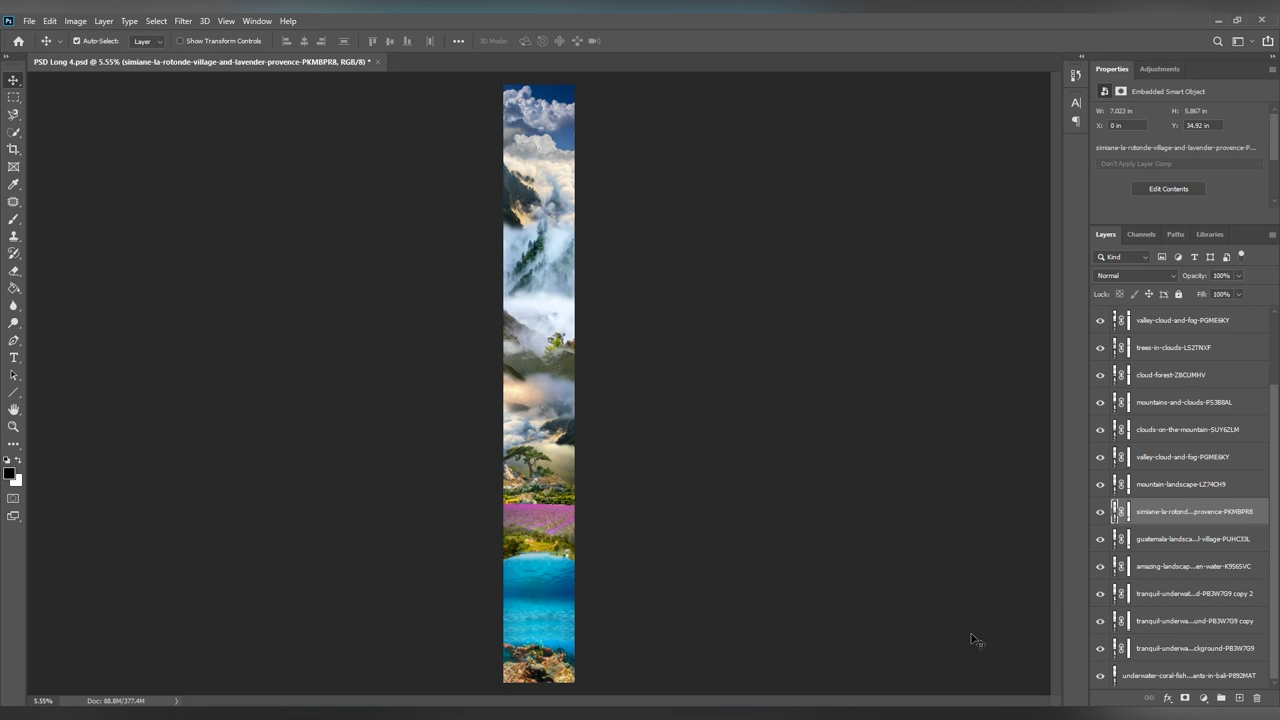 Ps File Edit Image Layer Type Select Filter 3D View Window Help
Auto-Select: Layer Show Transform Controls 3D Mode:
PSD Long 4.psd @ 5.55% (simiane-la-rotonde-village-and-lavender-provence-PKMBPR8, RGB/8) * ×
Properties Adjustments
Embedded Smart Object
W: 7.023 in H: 5.867 in
X: 0 in Y: 34.92 in
simiane-la-rotonde-village-and-lavender-provence-P...
Don't Apply Layer Comp
Edit Contents
Layers Channels Paths Libraries
Kind
Normal Opacity: 100%
Lock: Fill: 100%
valley-cloud-and-fog-PGME6KY
trees-in-clouds-LS2TNXF
cloud-forest-ZBCUMHV
mountains-and-clouds-PS3B8AL
clouds-on-the-mountain-SUY6ZLM
valley-cloud-and-fog-PGME6KY
mountain-landscape-LZ74CH9
simiane-la-rotond...provence-PKMBPR8
guatemala-landsca...l-village-PUHC33L
amazing-landscap...en-water-K956SVC
tranquil-underwat...d-PB3W7G9 copy 2
tranquil-underwa...und-PB3W7G9 copy
tranquil-underwa...ckground-PB3W7G9
underwater-coral-fish...ants-in-bali-P892MAT
5.55% Doc: 88.8M/377.4M